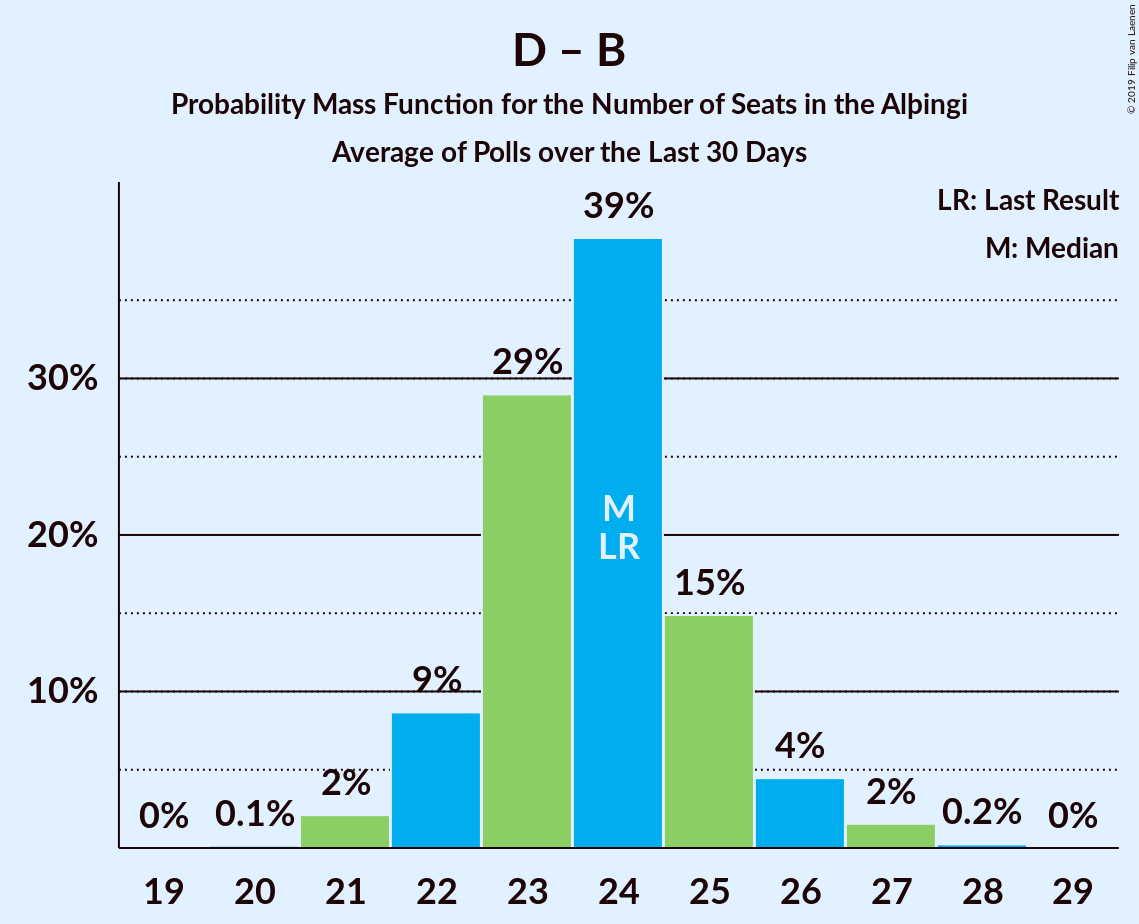 D – B
Probability Mass Function for the Number of Seats in the Alþingi
Average of Polls over the Last 30 Days
© 2019 Filip van Laenen
LR: Last Result
M: Median
30%
20%
10%
0%
0.1%
2%
9%
29%
39%
M
LR
15%
4%
2%
0.2%
0%
19 20 21 22 23 24 25 26 27 28 29